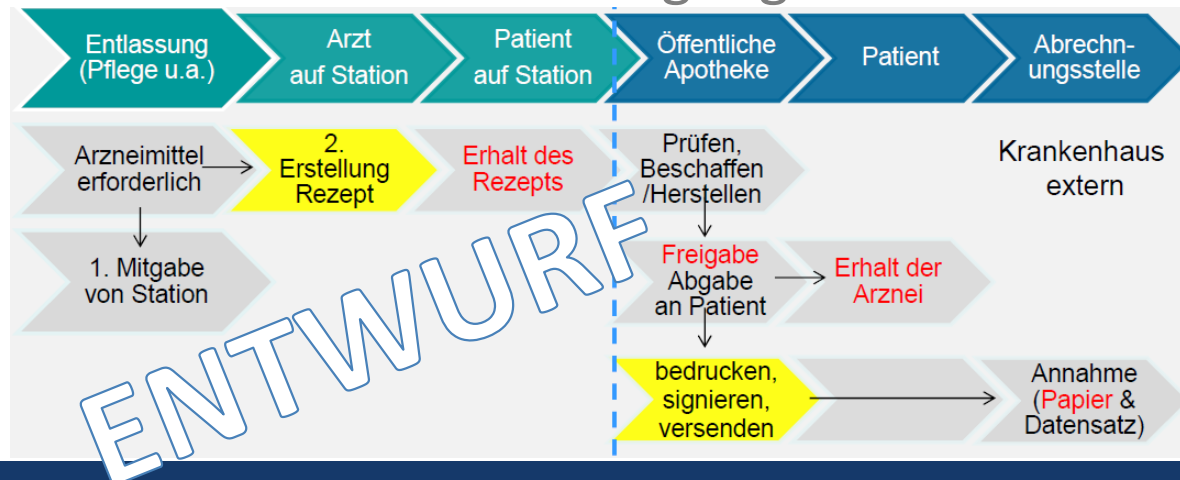 Entlassung
(Pflege u.a.)
Arzt
auf Station
Patient
auf Station
Öffentliche
Apotheke
Patient
Abrechn-
ungsstelle
Arzneimittel
erforderlich
2.
Erstellung
Rezept
Erhalt des
Rezepts
Prüfen,
Beschaffen
/Herstellen
Krankenhaus
extern
1. Mitgabe
von Station
Freigabe
Abgabe
an Patient
Erhalt der
Arznei
bedrucken,
signieren,
versenden
Annahme
(Papier &
Datensatz)
ENTWURF